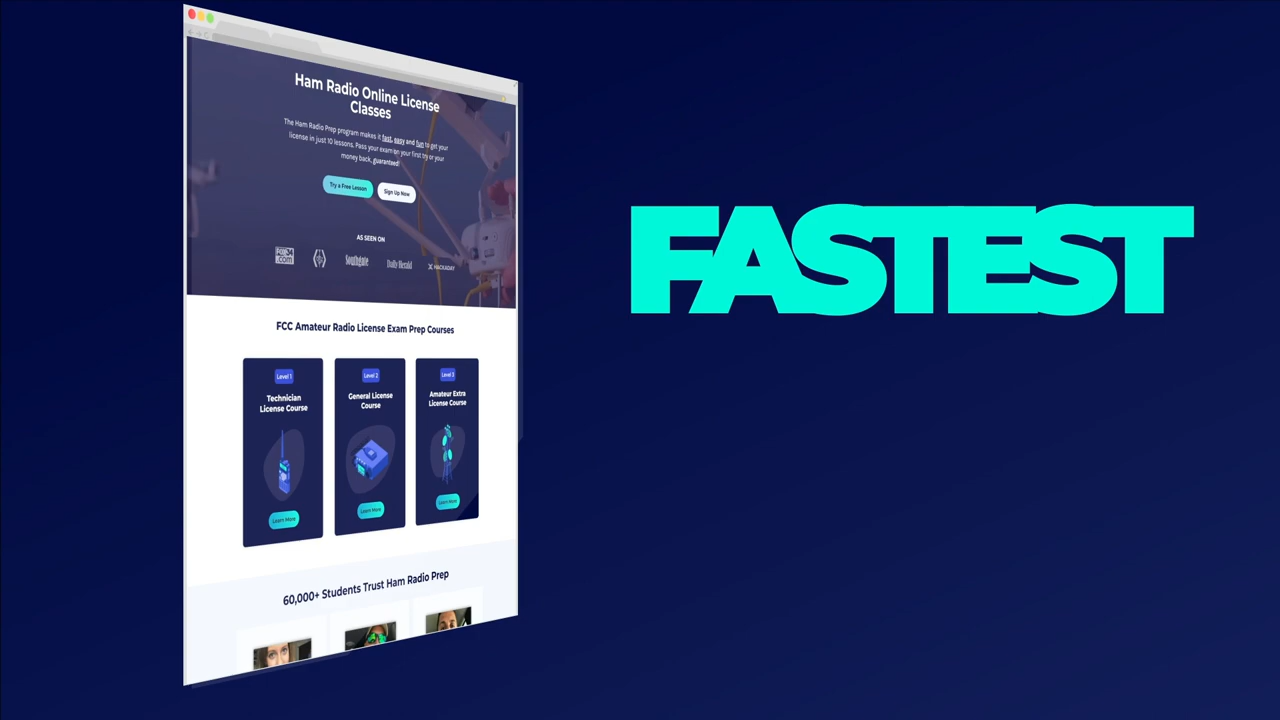 Ham Radio Online License
Classes
The Ham Radio Prep program makes it fast, easy and fun to get your
license in just 10 lessons. Pass your exam on your first try or your
money back, guaranteed!
Try a Free Lesson
Sign Up Now
AS SEEN ON
Southgate
Daily Herald
HACKADAY
FASTEST
FCC Amateur Radio License Exam Prep Courses
Level 1
Technician
License Course
Learn More
Level 2
General License
Course
Learn More
Level 3
Amateur Extra
License Course
Learn More
60,000+ Students Trust Ham Radio Prep